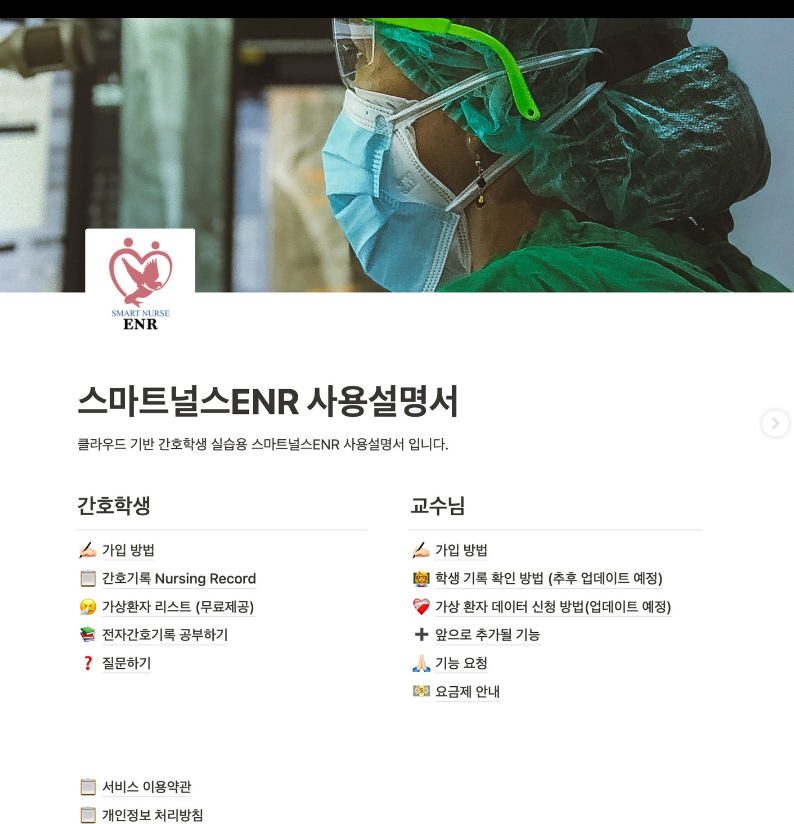 SMART NURSE
ENR
스마트널스ENR 사용설명서
클라우드 기반 간호학생 실습용 스마트널스ENR 사용설명서 입니다.
간호학생
가입 방법
간호기록 Nursing Record
가상환자 리스트 (무료제공)
전자간호기록 공부하기
질문하기
교수님
가입 방법
학생 기록 확인 방법 (추후 업데이트 예정)
가상 환자 데이터 신청 방법(업데이트 예정)
앞으로 추가될 기능
기능 요청
요금제 안내
서비스 이용약관
개인정보 처리방침